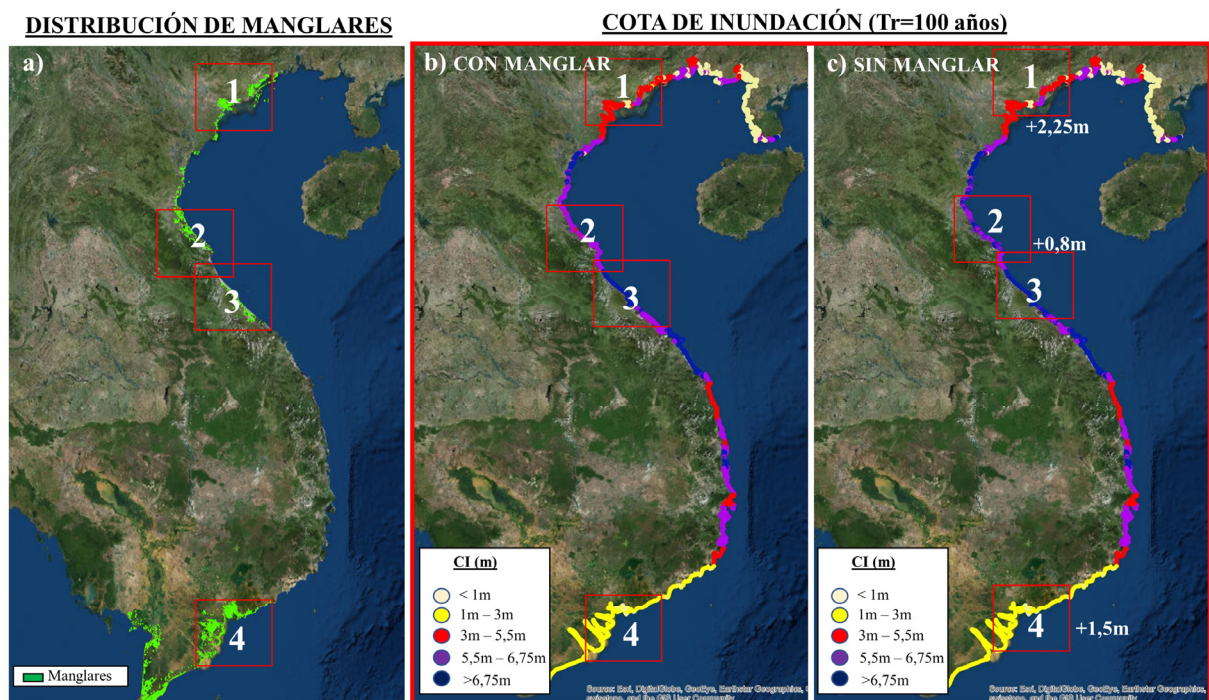 DISTRIBUCIÓN DE MANGLARES
COTA DE INUNDACIÓN (Tr=100 años)
a)
1
2
3
4
Manglares
b) CON MANGLAR
1
2
3
4
CI (m)
< 1m
1m – 3m
3m – 5,5m
5,5m – 6,75m
>6,75m
Source: Esri, DigitalGlobe, GeoEye, Earthstar Geographics,
c) SIN MANGLAR
1
+2,25m
2
+0,8m
3
4
+1,5m
CI (m)
< 1m
1m – 3m
3m – 5,5m
5,5m – 6,75m
>6,75m
Source: Esri, DigitalGlobe, GeoEye, Earthstar Geographics,